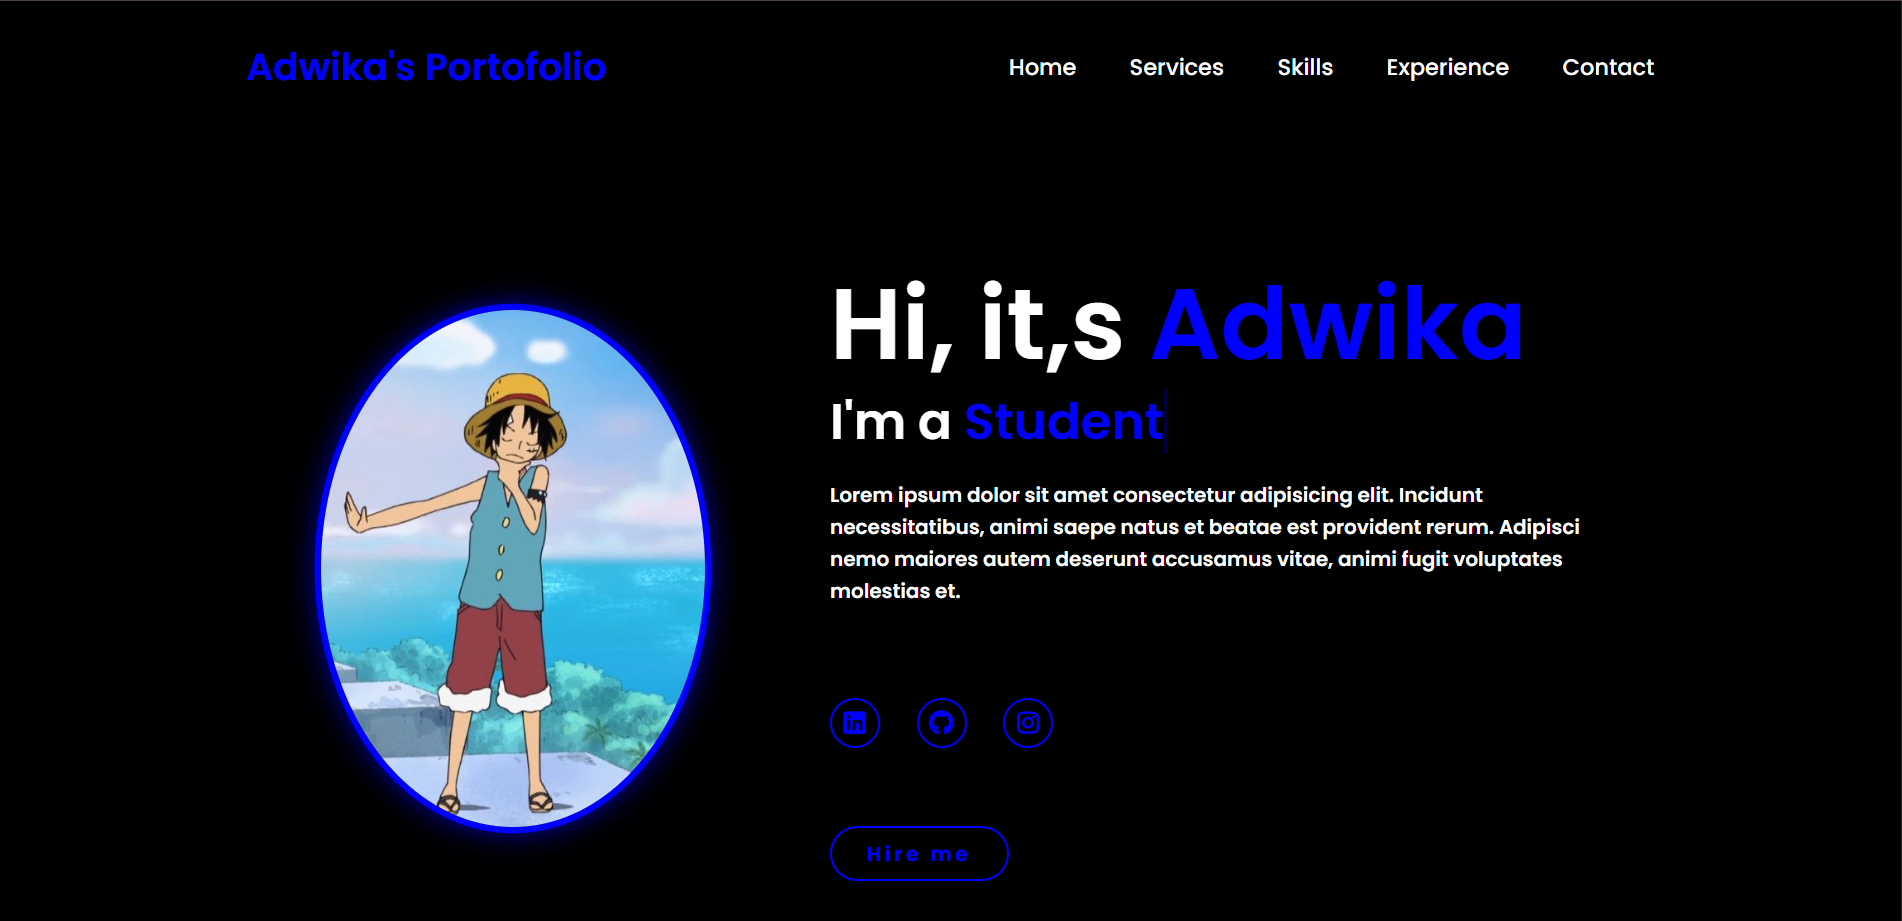 Adwika's Portofolio
Home Services Skills Experience Contact
Hi, it,s Adwika
I'm a Student
Lorem ipsum dolor sit amet consectetur adipisicing elit. Incidunt
necessitatibus, animi saepe natus et beatae est provident rerum. Adipisci
nemo maiores autem deserunt accusamus vitae, animi fugit voluptates
molestias et.
in
Hire me